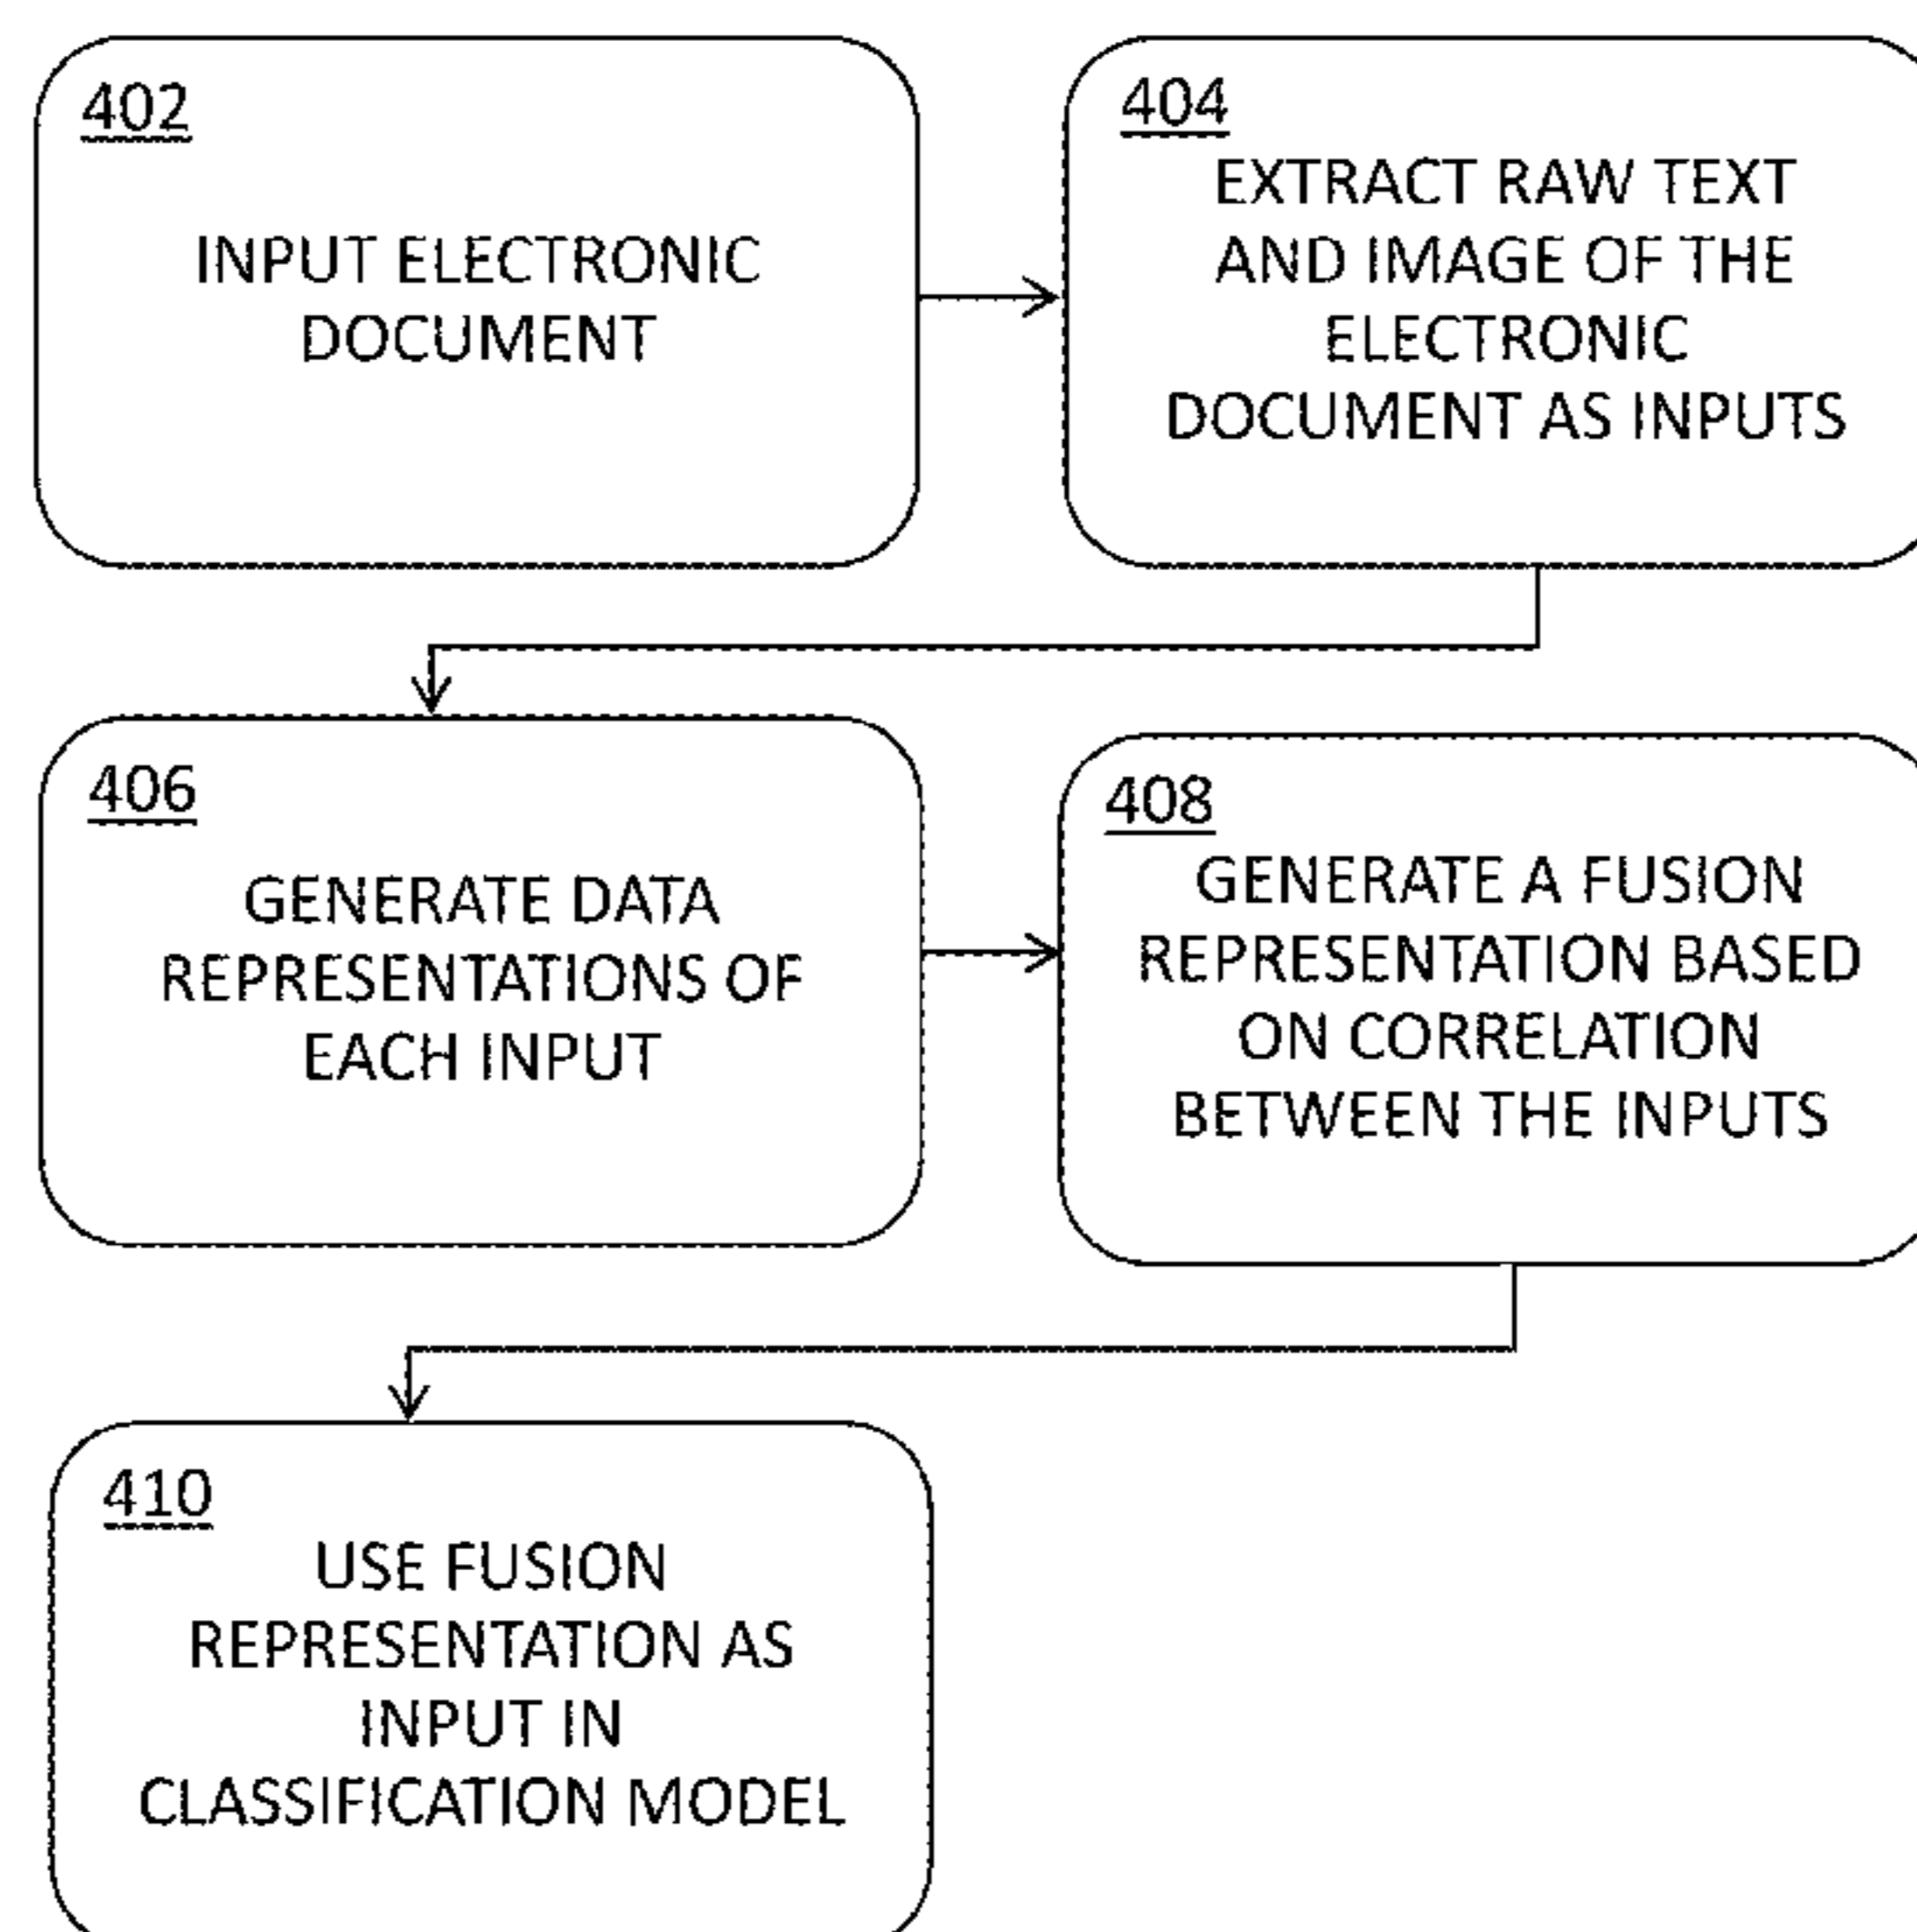 402
INPUT ELECTRONIC
DOCUMENT
404
EXTRACT RAW TEXT
AND IMAGE OF THE
ELECTRONIC
DOCUMENT AS INPUTS
406
GENERATE DATA
REPRESENTATIONS OF
EACH INPUT
408
GENERATE A FUSION
REPRESENTATION BASED
ON CORRELATION
BETWEEN THE INPUTS
410
USE FUSION
REPRESENTATION AS
INPUT IN
CLASSIFICATION MODEL